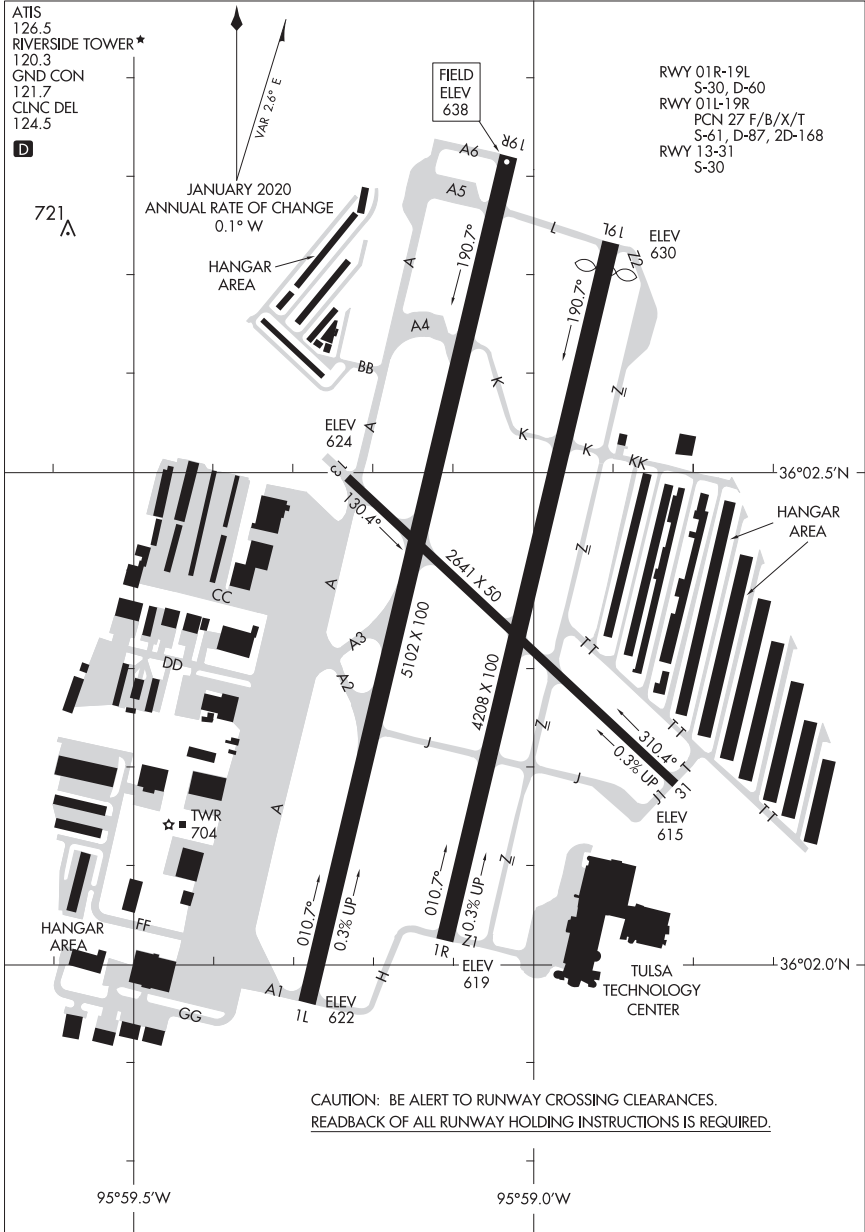 ATIS
126.5
RIVERSIDE TOWER★
120.3
GND CON
121.7
CLNC DEL
124.5
D
VAR 2.6° E
JANUARY 2020
ANNUAL RATE OF CHANGE
0.1° W
FIELD
ELEV
638
RWY 01R-19L
S-30, D-60
RWY 01L-19R
PCN 27 F/B/X/T
S-61, D-87, 2D-168
RWY 13-31
S-30
721
HANGAR
AREA
A6
19R
A5
L
19L
ELEV
630
Z2
A
190.7°
190.7°
A4
BB
K
Z
A
ELEV
624
K
K
KK
13
36°02.5'N
130.4°
HANGAR
AREA
2641 X 50
Z
A
CC
5102 X 100
A3
TT
DD
A2
4208 X 100
TT
Z
J
310.4°
0.3% UP
J
T
J1
31
TT
ELEV
615
A
TWR
704
Z
010.7°
0.3% UP
010.7°
0.3% UP
FF
HANGAR
AREA
1R
Z1
ELEV
619
36°02.0'N
H
TULSA
TECHNOLOGY
CENTER
A1
1L
ELEV
622
GG
CAUTION: BE ALERT TO RUNWAY CROSSING CLEARANCES.
READBACK OF ALL RUNWAY HOLDING INSTRUCTIONS IS REQUIRED.
95°59.5'W
95°59.0'W